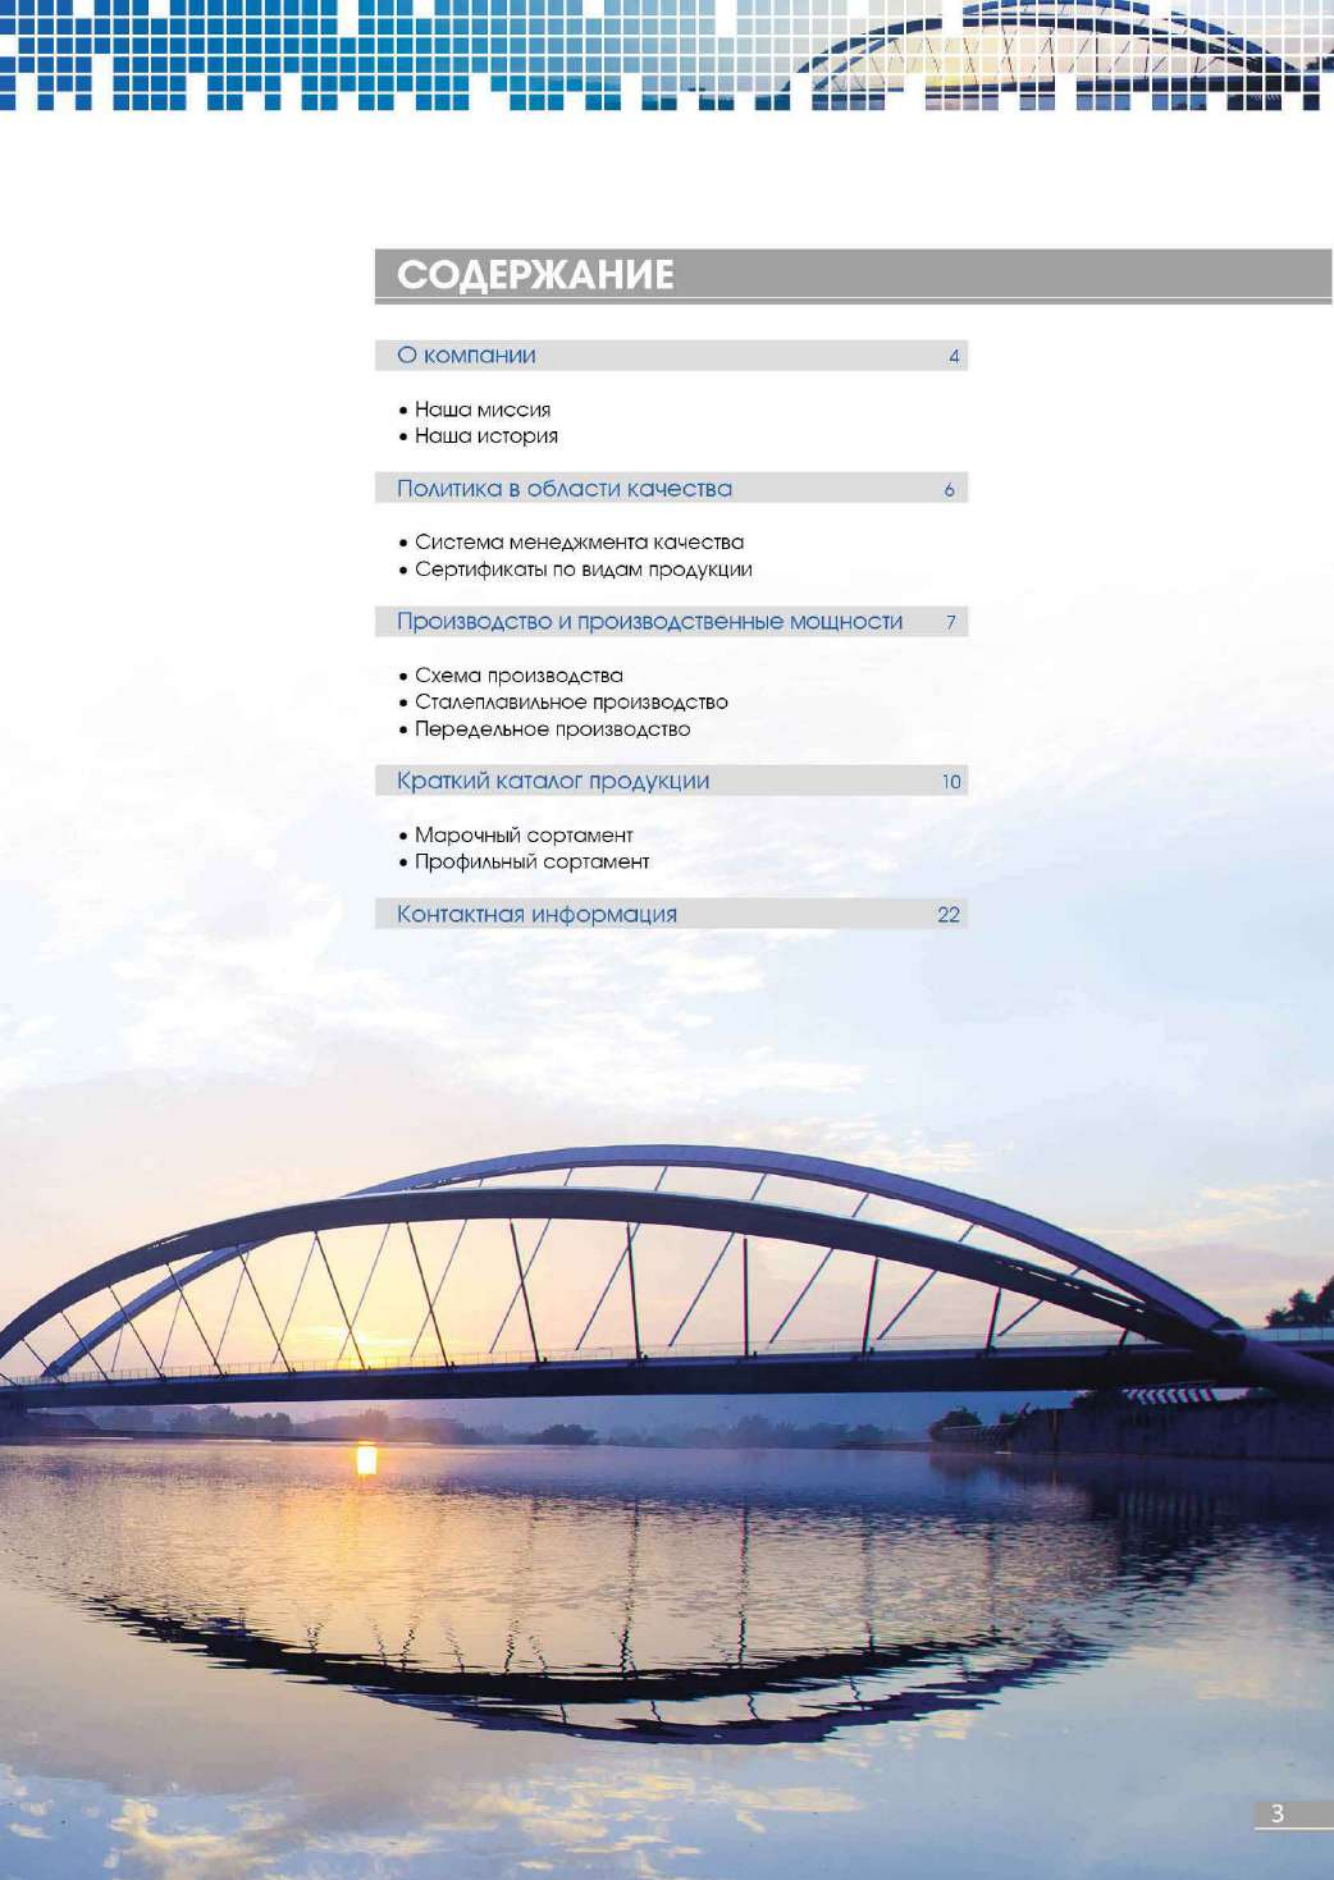 СОДЕРЖАНИЕ
О компании 4
• Наша миссия
• Наша история
Политика в области качества 6
• Система менеджмента качества
• Сертификаты по видам продукции
Производство и производственные мощности 7
• Схема производства
• Сталеплавильное производство
• Передельное производство
Краткий каталог продукции 10
• Марочный сортамент
• Профильный сортамент
Контактная информация 22
3